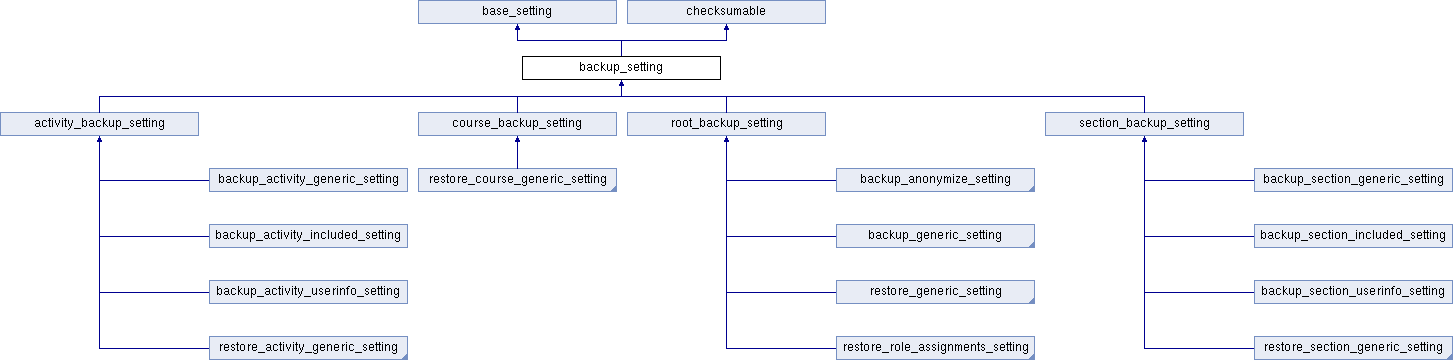 base_setting
checksumable
backup_setting
activity_backup_setting
course_backup_setting
root_backup_setting
section_backup_setting
backup_activity_generic_setting
restore_course_generic_setting
backup_anonymize_setting
backup_section_generic_setting
backup_activity_included_setting
backup_generic_setting
backup_section_included_setting
backup_activity_userinfo_setting
restore_generic_setting
backup_section_userinfo_setting
restore_activity_generic_setting
restore_role_assignments_setting
restore_section_generic_setting